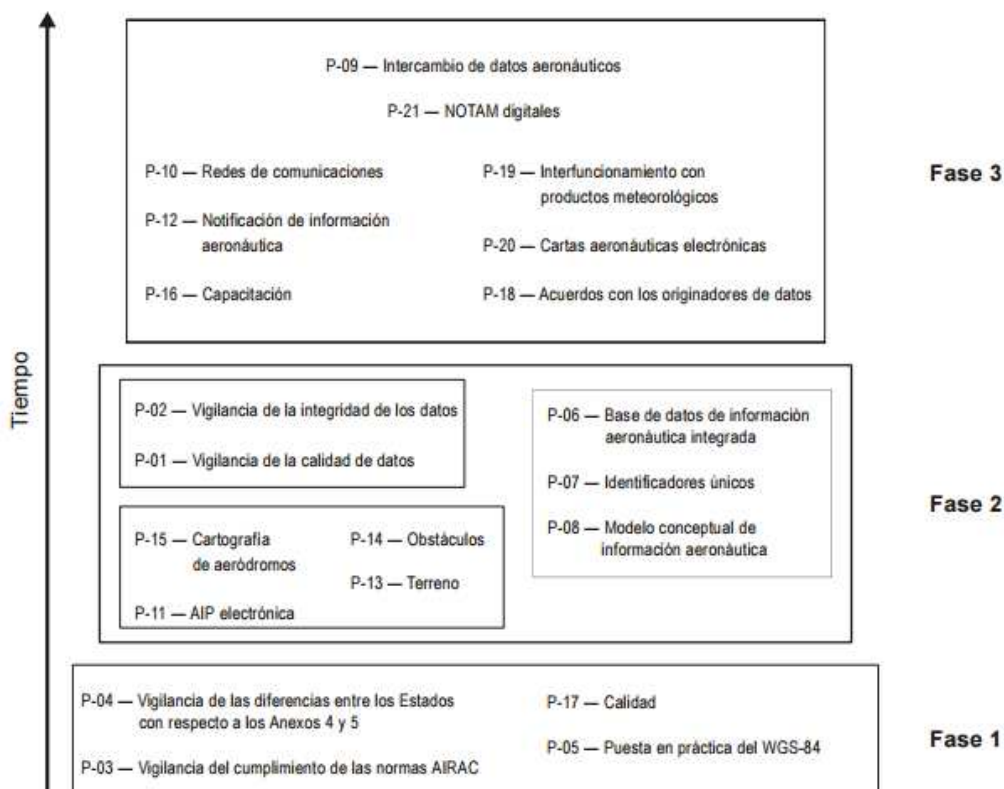 P-09 — Intercambio de datos aeronáuticos
P-21 — NOTAM digitales
P-10 — Redes de comunicaciones
P-12 — Notificación de información
aeronáutica
P-16 — Capacitación
P-19 — Interfuncionamiento con
productos meteorológicos
P-20 — Cartas aeronáuticas electrónicas
P-18 — Acuerdos con los originadores de datos
Fase 3
Tiempo
P-02 — Vigilancia de la integridad de los datos
P-01 — Vigilancia de la calidad de datos
P-15 — Cartografía
de aeródromos
P-11 — AIP electrónica
P-14 — Obstáculos
P-13 — Terreno
P-06 — Base de datos de información
aeronáutica integrada
P-07 — Identificadores únicos
P-08 — Modelo conceptual de
información aeronáutica
Fase 2
P-04 — Vigilancia de las diferencias entre los Estados
con respecto a los Anexos 4 y 5
P-03 — Vigilancia del cumplimiento de las normas AIRAC
P-17 — Calidad
P-05 — Puesta en práctica del WGS-84
Fase 1